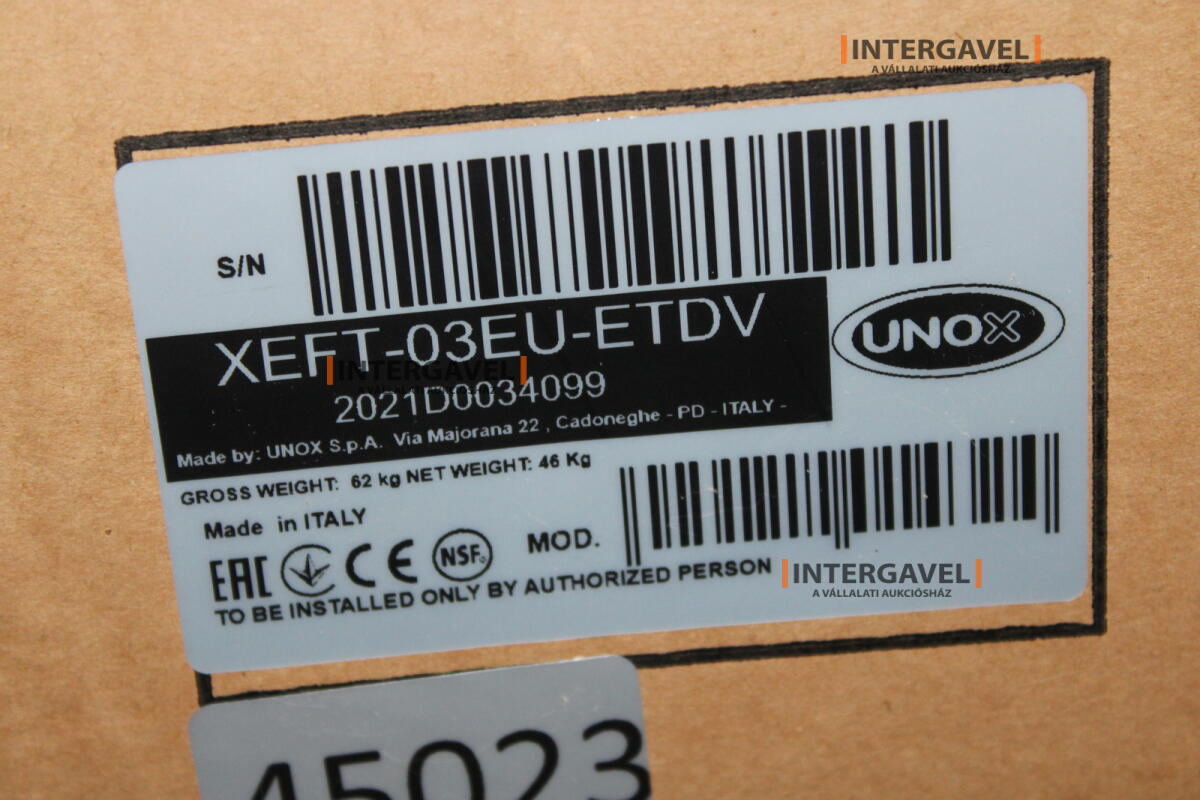 INTERGAVEL
A VÁLLALATI AUKCIÓSHÁZ
S/N
XEFT-03EU-ETDV
INTERGAVEL
A VÁLLALATI AUKCIÓSHÁZ
2021D0034099
UNOX
Made by: UNOX S.p.A. Via Majorana 22 , Cadoneghe - PD - ITALY -
GROSS WEIGHT: 62 kg NET WEIGHT: 46 Kg
Made in ITALY
EAC CE NSF® MOD.
TO BE INSTALLED ONLY BY AUTHORIZED PERSON
INTERGAVEL
A VÁLLALATI AUKCIÓSHÁZ
45023